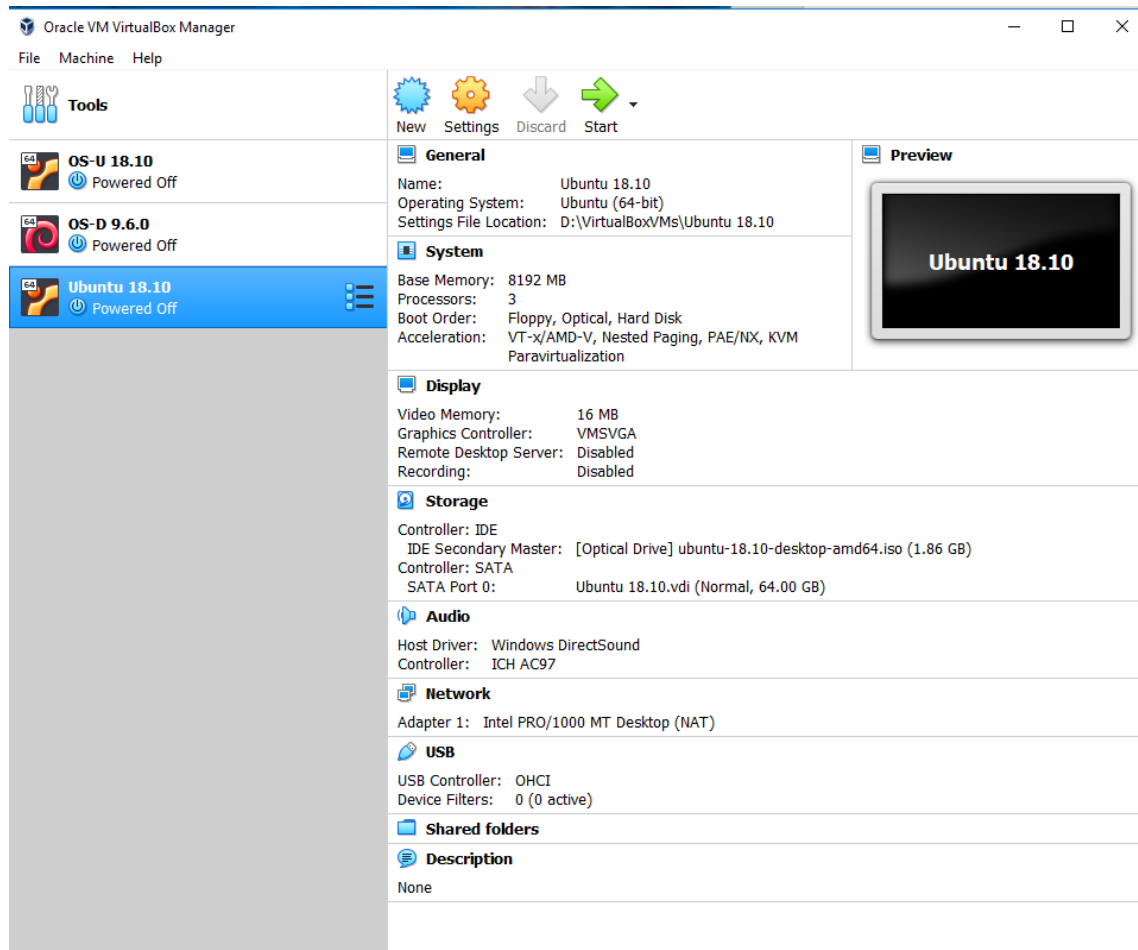 Oracle VM VirtualBox Manager
File Machine Help
Tools
New Settings Discard Start
64
OS-U 18.10
Powered Off
64
OS-D 9.6.0
Powered Off
64
Ubuntu 18.10
Powered Off
General
Name: Ubuntu 18.10
Operating System: Ubuntu (64-bit)
Settings File Location: D:\VirtualBoxVMs\Ubuntu 18.10
Preview
Ubuntu 18.10
System
Base Memory: 8192 MB
Processors: 3
Boot Order: Floppy, Optical, Hard Disk
Acceleration: VT-x/AMD-V, Nested Paging, PAE/NX, KVM
Paravirtualization
Display
Video Memory: 16 MB
Graphics Controller: VMSVGA
Remote Desktop Server: Disabled
Recording: Disabled
Storage
Controller: IDE
IDE Secondary Master: [Optical Drive] ubuntu-18.10-desktop-amd64.iso (1.86 GB)
Controller: SATA
SATA Port 0: Ubuntu 18.10.vdi (Normal, 64.00 GB)
Audio
Host Driver: Windows DirectSound
Controller: ICH AC97
Network
Adapter 1: Intel PRO/1000 MT Desktop (NAT)
USB
USB Controller: OHCI
Device Filters: 0 (0 active)
Shared folders
Description
None